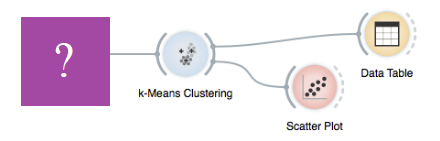 ?
k-Means Clustering
Data Table
Scatter Plot